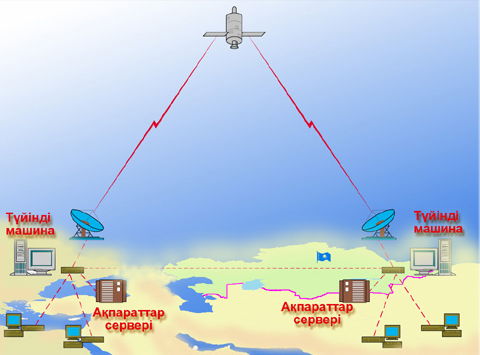 Түйінді
машина
Түйінді
машина
Ақпараттар
сервері
Ақпараттар
сервері